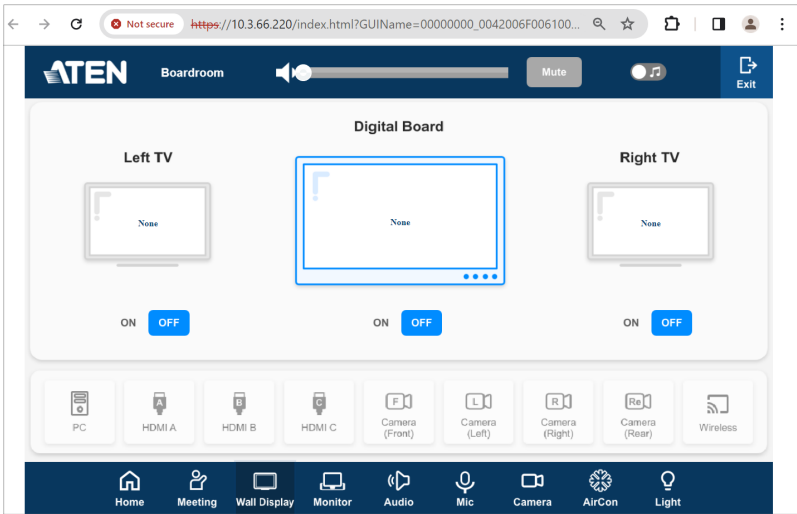 Not secure https://10.3.66.220/index.html?GUIName=00000000_0042006F006100...
ATEN Boardroom Mute Exit
Digital Board
Left TV
Right TV
None
None
None
ON OFF
ON OFF
ON OFF
PC
A
HDMI A
B
HDMI B
C
HDMI C
F
Camera
(Front)
L
Camera
(Left)
R
Camera
(Right)
Re
Camera
(Rear)
Wireless
Home Meeting Wall Display Monitor Audio Mic Camera AirCon Light